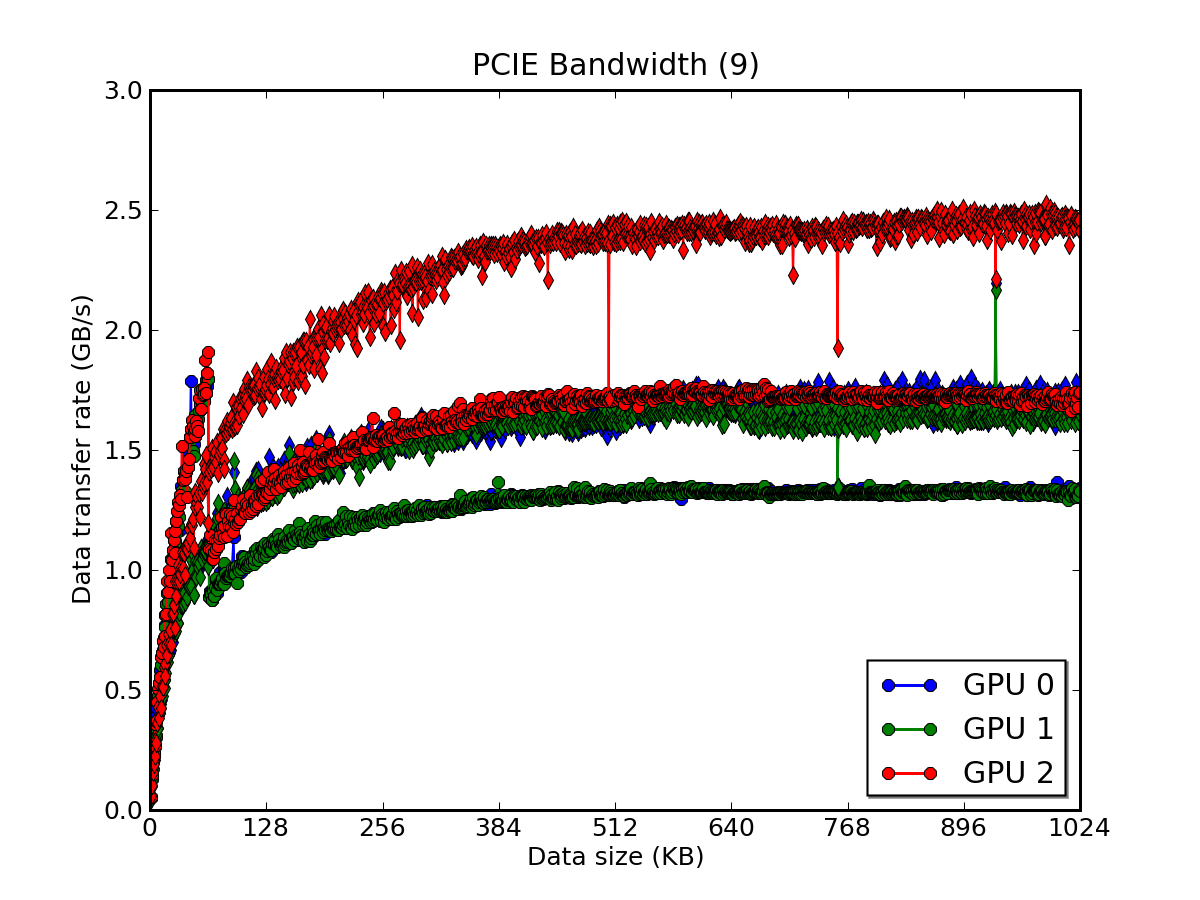 PCIE Bandwidth (9)
3.0
2.5
2.0
1.5
1.0
0.5
0.0
Data transfer rate (GB/s)
0 128 256 384 512 640 768 896 1024
Data size (KB)
GPU 0
GPU 1
GPU 2